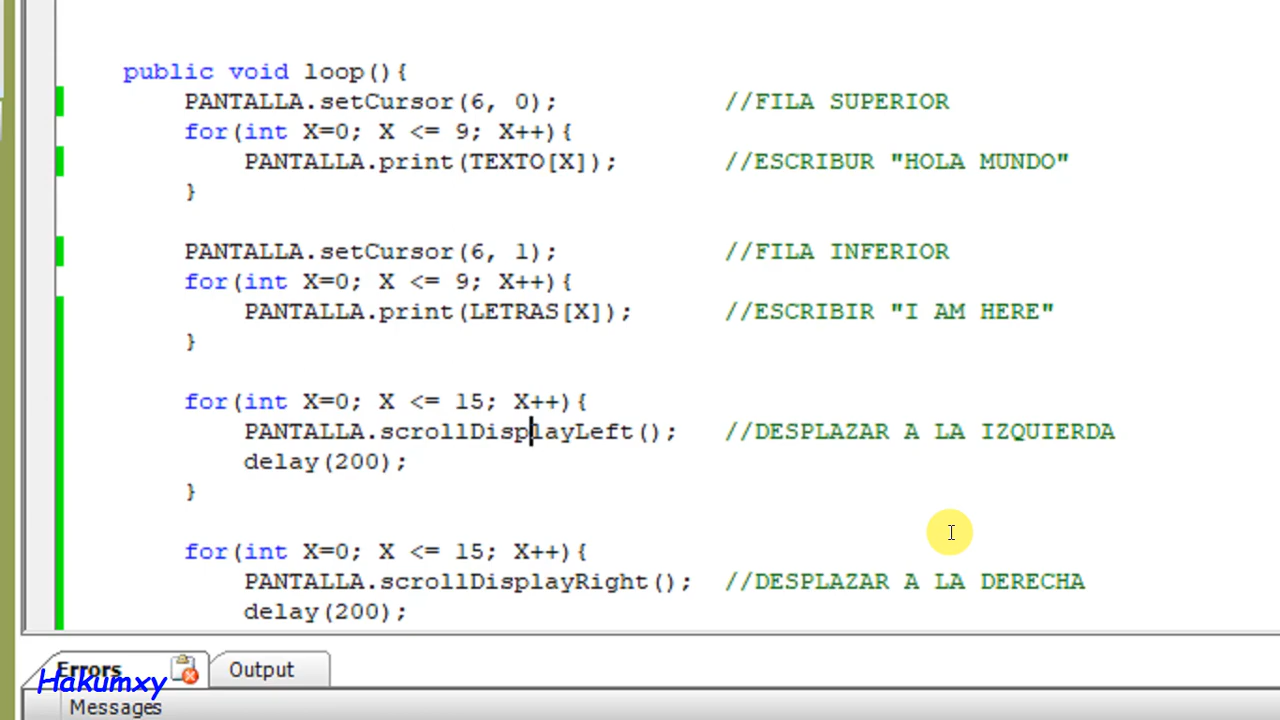 public void loop(){
PANTALLA.setCursor(6, 0); //FILA SUPERIOR
for(int X=0; X <= 9; X++){
PANTALLA.print(TEXTO[X]); //ESCRIBUR "HOLA MUNDO"
}
PANTALLA.setCursor(6, 1); //FILA INFERIOR
for(int X=0; X <= 9; X++){
PANTALLA.print(LETRAS[X]); //ESCRIBIR "I AM HERE"
}
for(int X=0; X <= 15; X++){
PANTALLA.scrollDisplayLeft(); //DESPLAZAR A LA IZQUIERDA
delay(200);
}
for(int X=0; X <= 15; X++){
PANTALLA.scrollDisplayRight(); //DESPLAZAR A LA DERECHA
delay(200);
Errors Output
Hakumxy
Messages